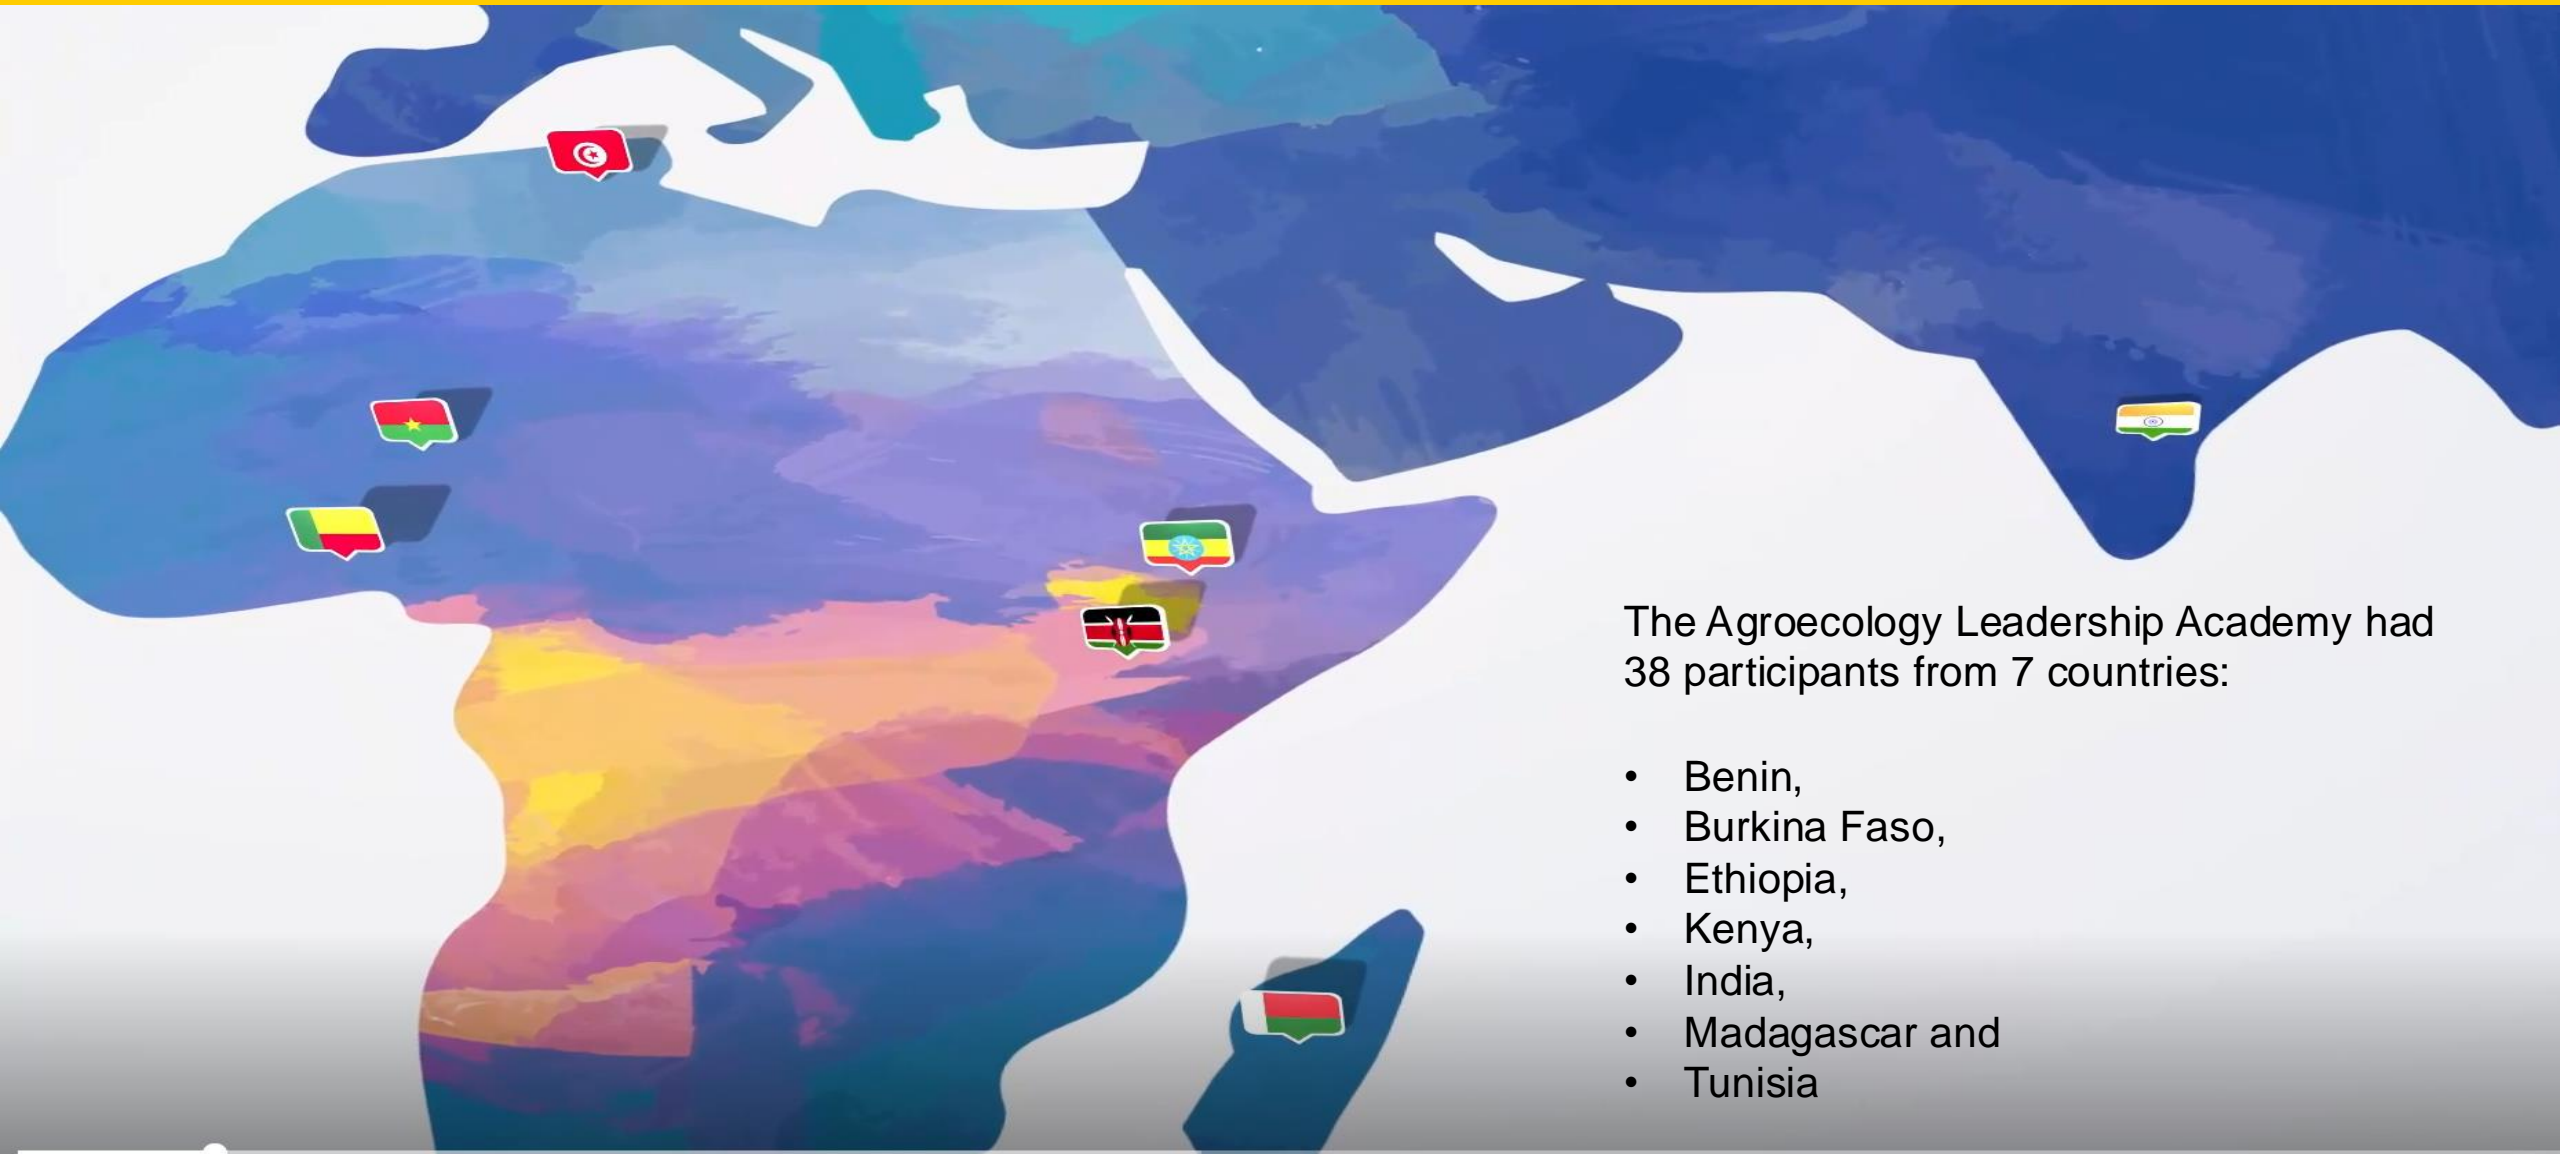 The Agroecology Leadership Academy had
38 participants from 7 countries:
• Benin,
• Burkina Faso,
• Ethiopia,
• Kenya,
• India,
• Madagascar and
• Tunisia